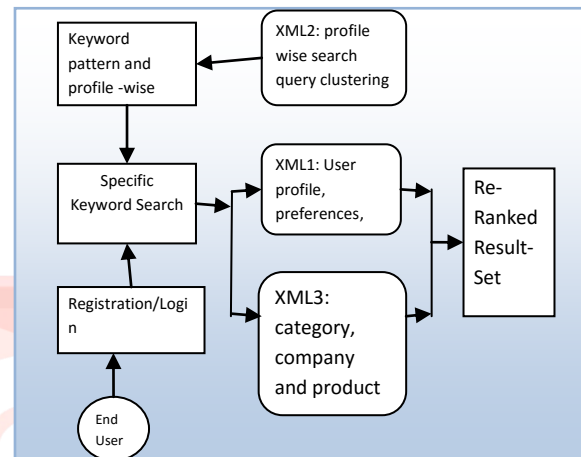 Keyword
pattern and
profile -wise
XML2: profile
wise search
query clustering
Specific
Keyword Search
XML1: User
profile,
preferences,
Re-
Ranked
Result-
Set
Registration/Logi
n
XML3:
category,
company
and product
End
User